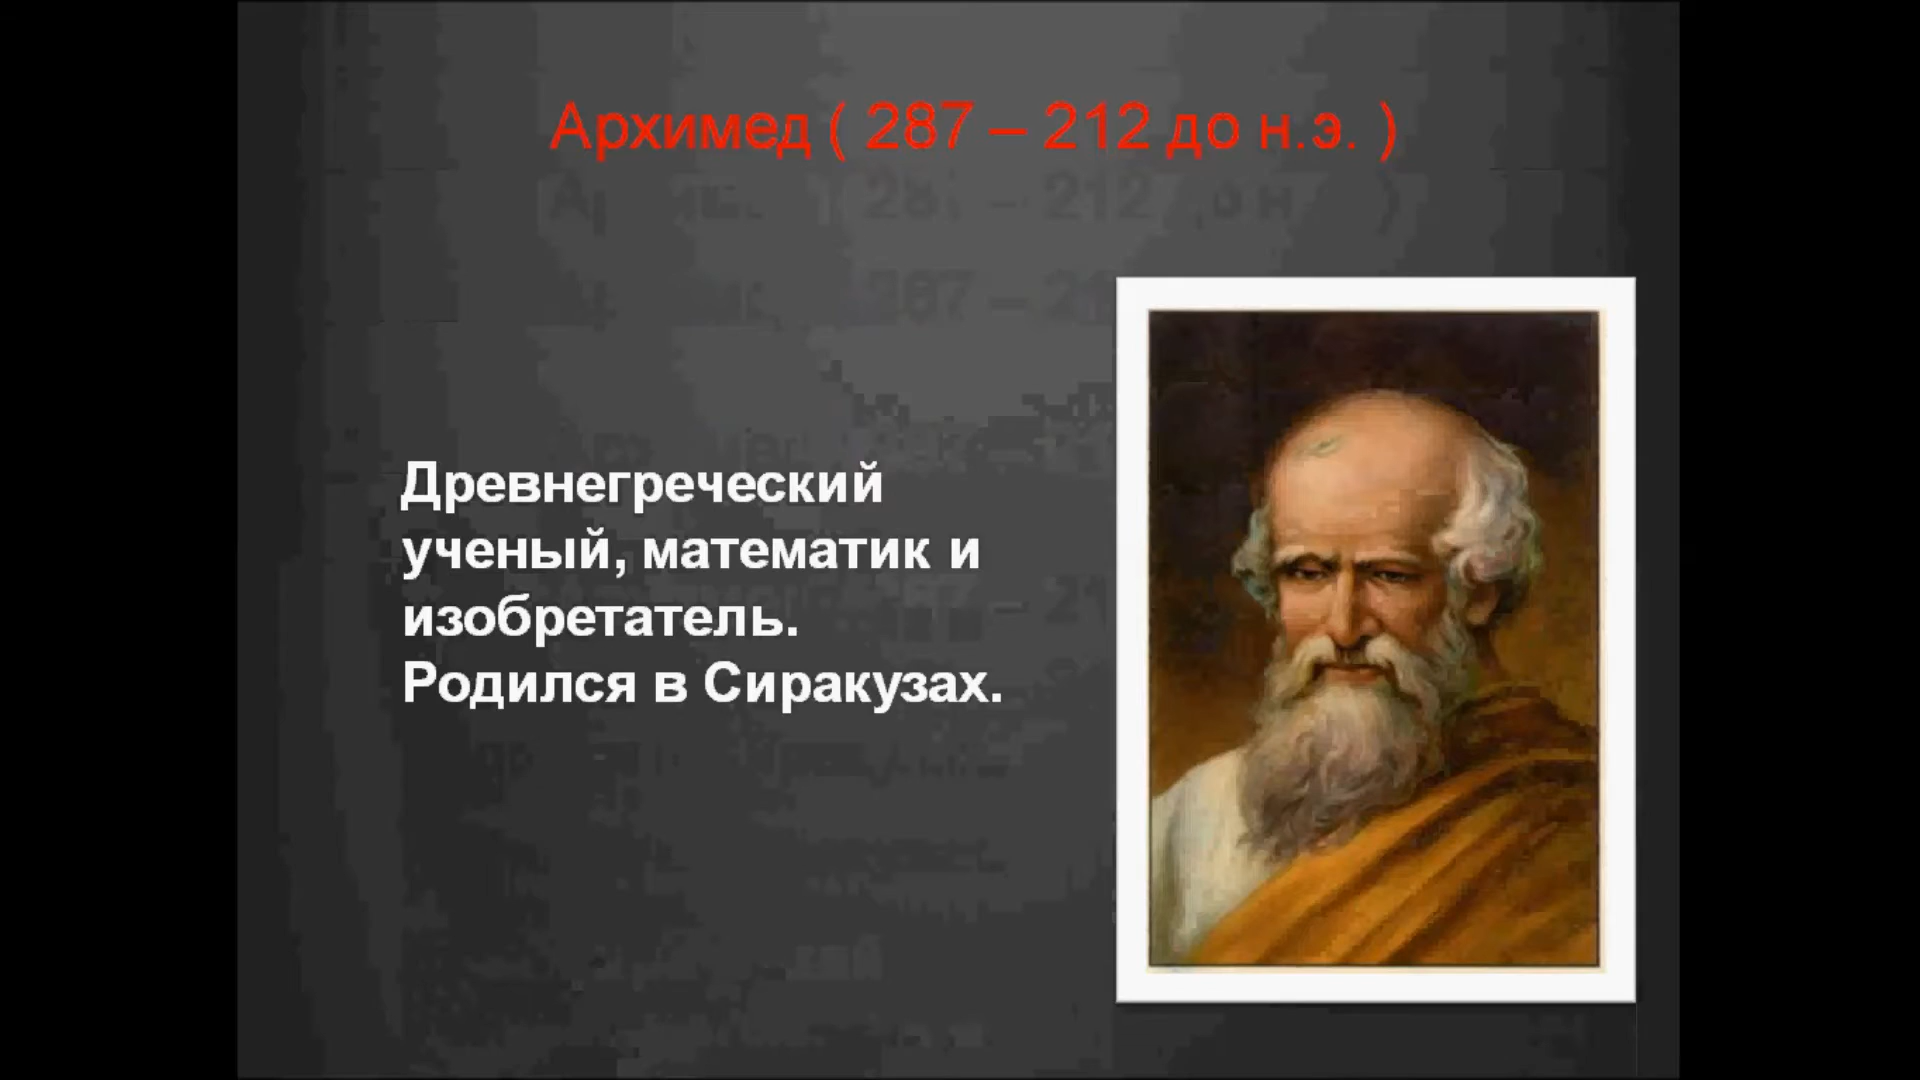 Архимед ( 287 – 212 до н.э. )
Древнегреческий
ученый, математик и
изобретатель.
Родился в Сиракузах.